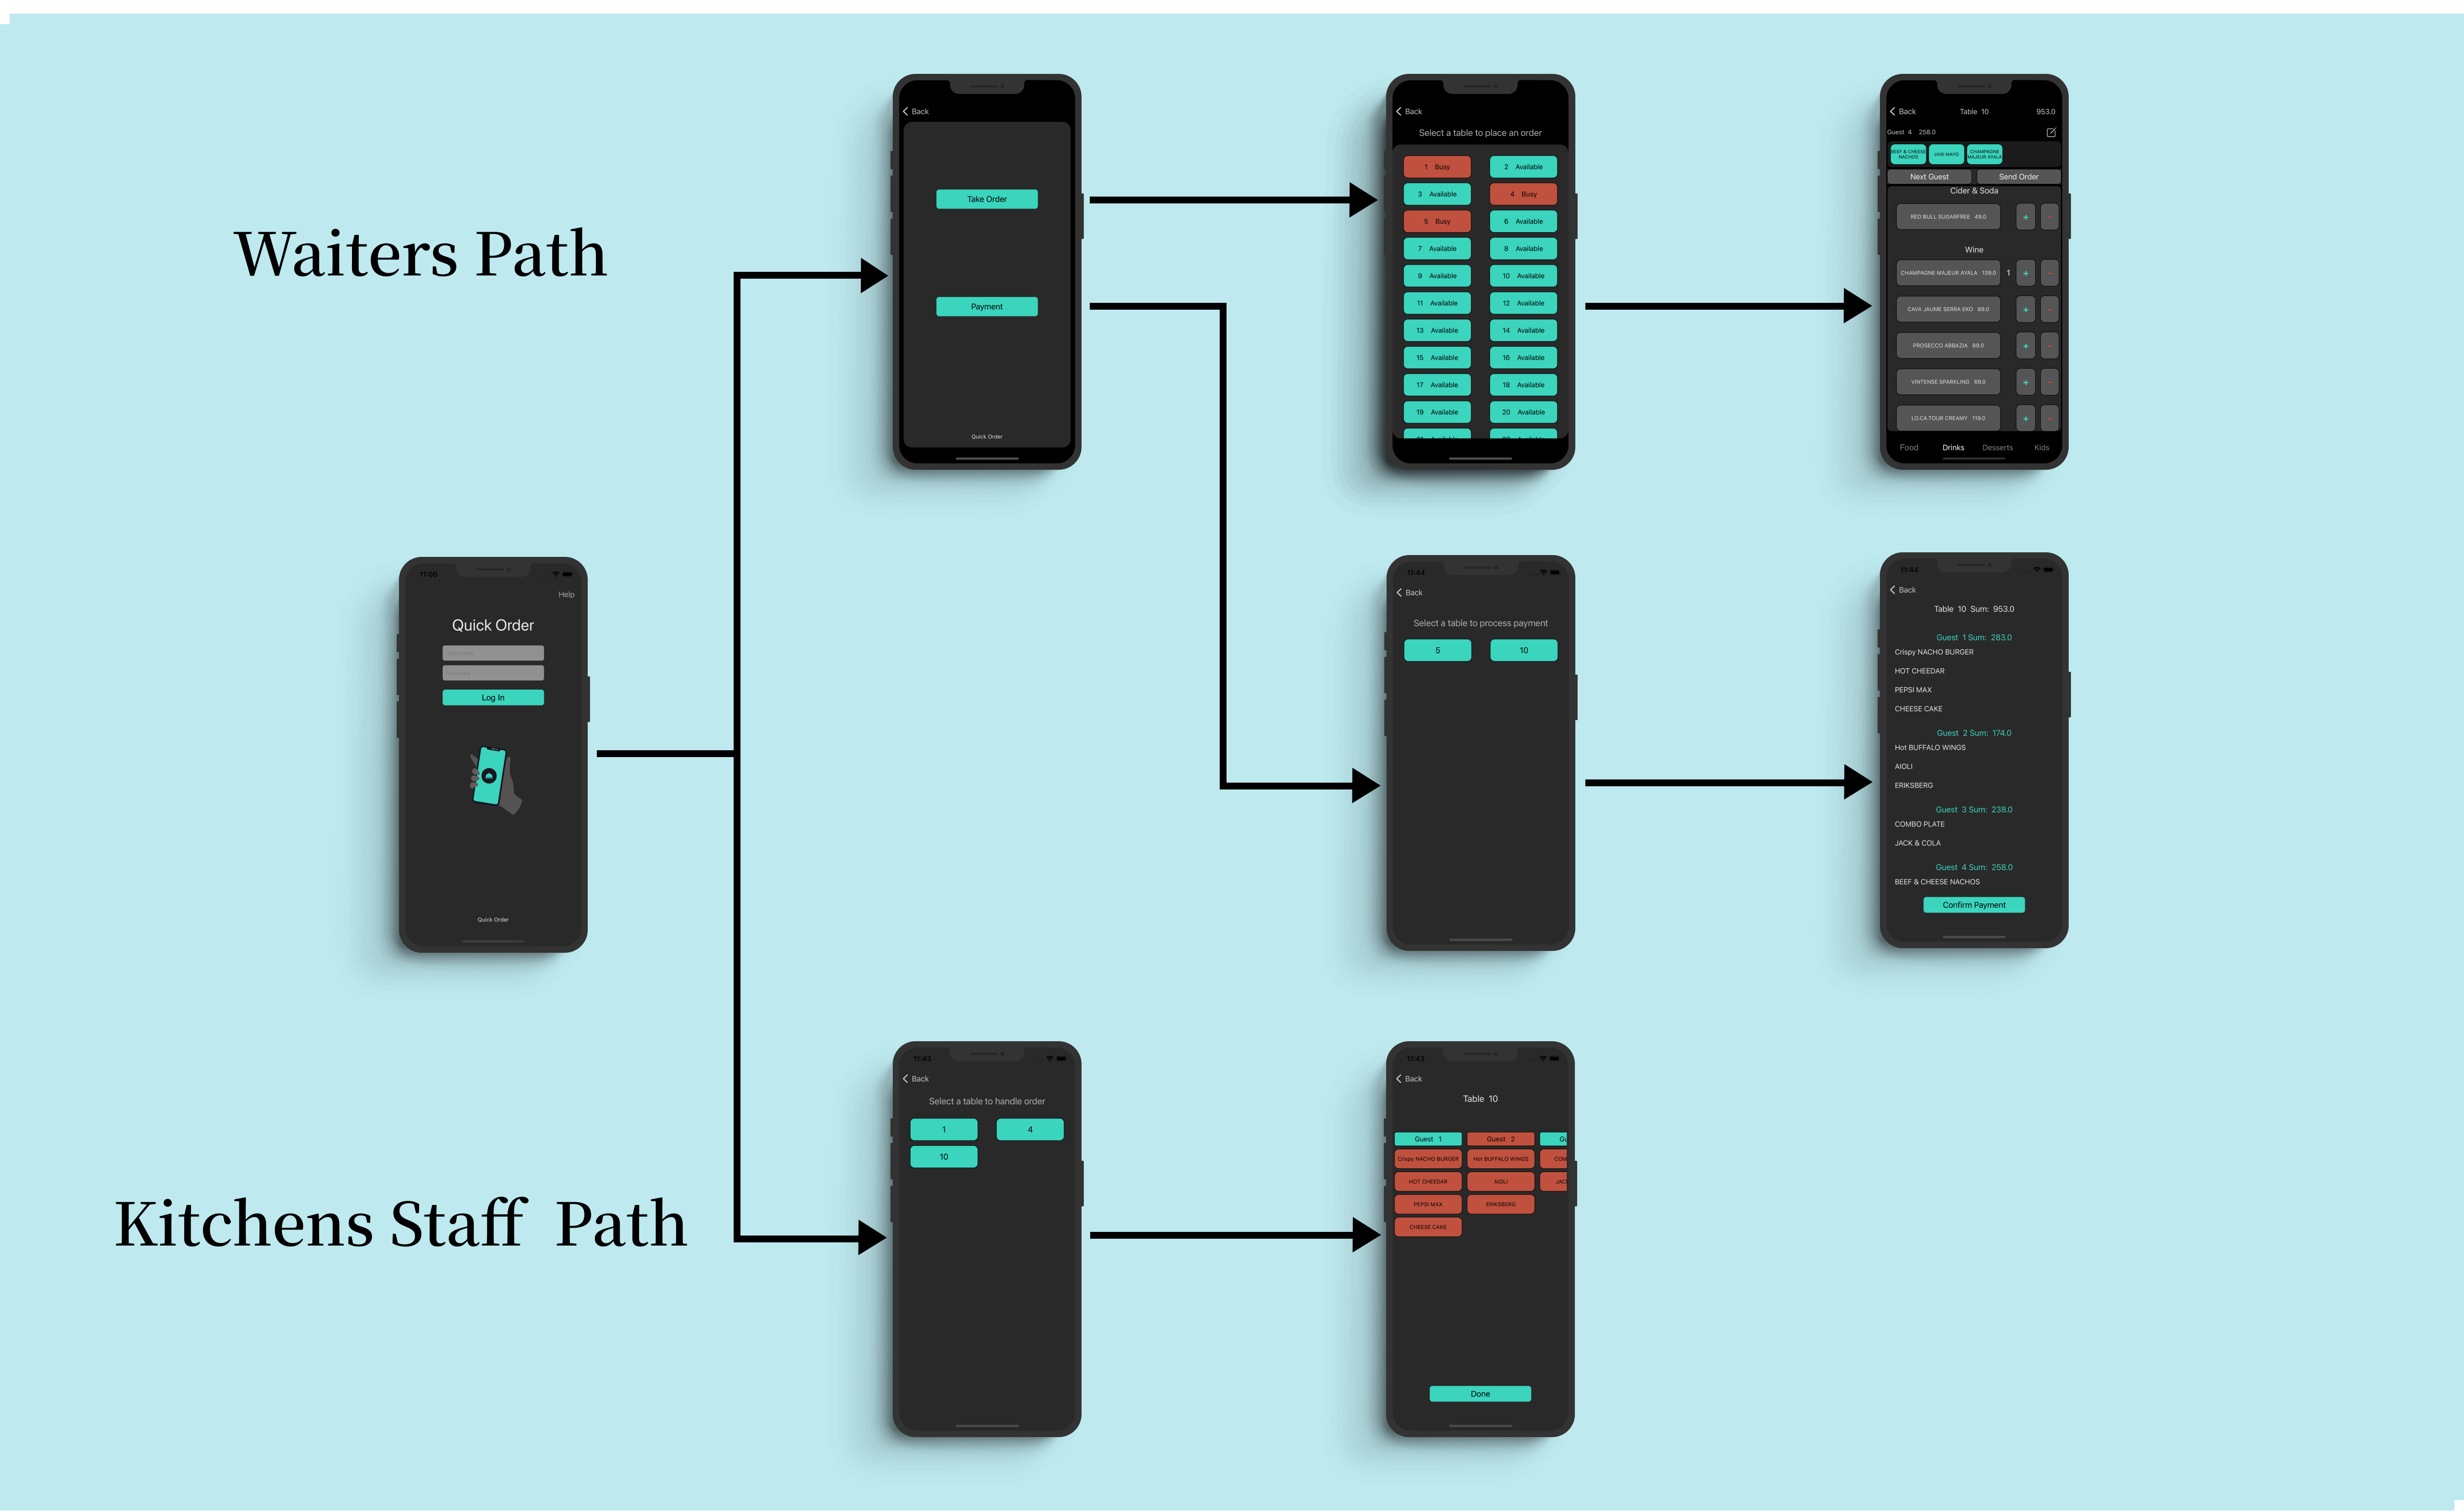 Waiters Path
Back
Take Order
Payment
Quick Order
Back
Select a table to place an order
1 Busy
2 Available
3 Available
4 Busy
5 Busy
6 Available
7 Available
8 Available
9 Available
10 Available
11 Available
12 Available
13 Available
14 Available
15 Available
16 Available
17 Available
18 Available
19 Available
20 Available
Back Table 10 953.0
Guest 4 258.0
BEEF & CHEESE
NACHOS
chilli MAYO
CHAMPAGNE
MAJEUR AYALA
Next Guest
Send Order
Cider & Soda
RED BULL SUGARFREE 49.0 + -
Wine
CHAMPAGNE MAJEUR AYALA 139.0 1 + -
CAVA JAUME SERRA EKO 89.0 + -
PROSECCO ABBAZIA 89.0 + -
VINTENSE SPARKLING 69.0 + -
LO.CA.TOUR CREAMY 119.0 + -
Food Drinks Desserts Kids
11:00
Help
Quick Order
Log In
Quick Order
11:44
Back
Select a table to process payment
5
10
11:44
Back
Table 10 Sum: 953.0
Guest 1 Sum: 283.0
Crispy NACHO BURGER
HOT CHEEDAR
PEPSI MAX
CHEESE CAKE
Guest 2 Sum: 174.0
Hot BUFFALO WINGS
AIOLI
ERIKSBERG
Guest 3 Sum: 238.0
COMBO PLATE
JACK & COLA
Guest 4 Sum: 258.0
BEEF & CHEESE NACHOS
Confirm Payment
Kitchens Staff Path
11:43
Back
Select a table to handle order
1
4
10
11:43
Back
Table 10
Guest 1
Crispy NACHO BURGER
HOT CHEEDAR
PEPSI MAX
CHEESE CAKE
Guest 2
Hot BUFFALO WINGS
AIOLI
ERIKSBERG
Gu
COM
JAC
Done